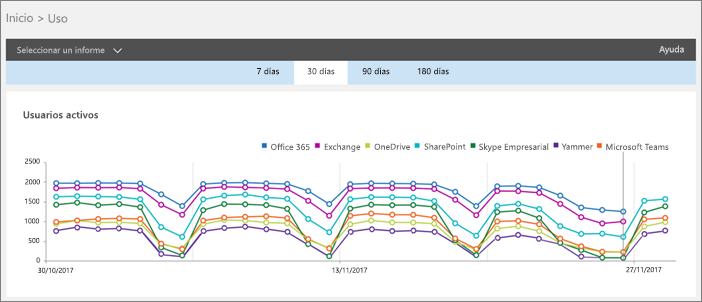 Inicio > Uso
Seleccionar un informe Ayuda
7 días 30 días 90 días 180 días
Usuarios activos
Office 365 Exchange OneDrive SharePoint Skype Empresarial Yammer Microsoft Teams
2500
2000
1500
1000
500
0
30/10/2017 13/11/2017 27/11/2017